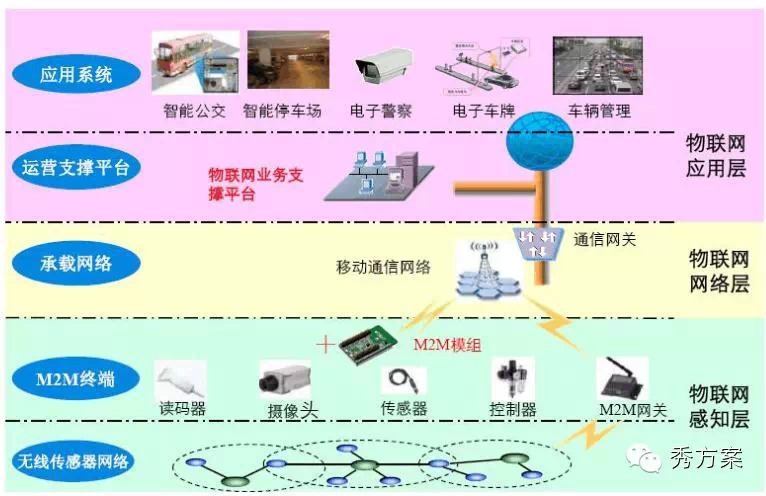 应用系统
智能公交
智能停车场
电子警察
电子车牌
车辆管理
运营支撑平台
物联网业务支
撑平台
物联网
应用层
通信网关
承载网络
移动通信网络
物联网
网络层
M2M模组
M2M终端
读码器
摄像头
传感器
控制器
M2M网关
物联网
感知层
无线传感器网络
秀方案